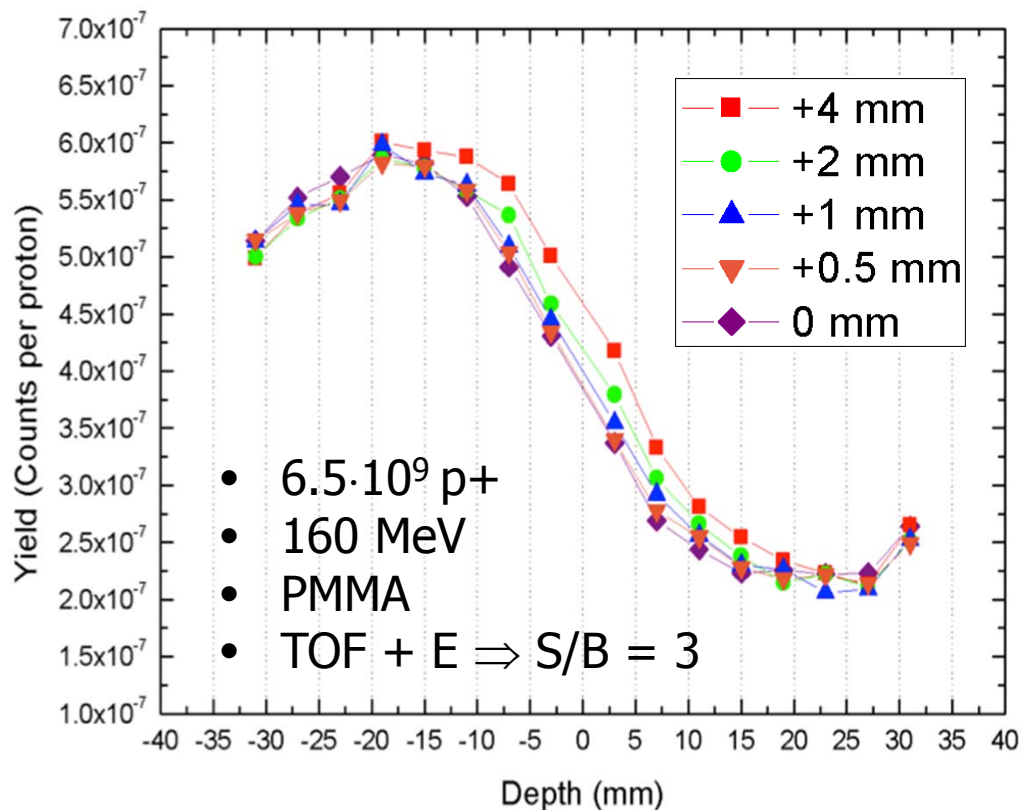 7.0x10⁻⁷
6.5x10⁻⁷
6.0x10⁻⁷
5.5x10⁻⁷
5.0x10⁻⁷
4.5x10⁻⁷
4.0x10⁻⁷
3.5x10⁻⁷
3.0x10⁻⁷
2.5x10⁻⁷
2.0x10⁻⁷
1.5x10⁻⁷
1.0x10⁻⁷
Yield (Counts per proton)
+4 mm
+2 mm
+1 mm
+0.5 mm
0 mm
• 6.5·10⁹ p+
• 160 MeV
• PMMA
• TOF + E ⇒ S/B = 3
-40 -35 -30 -25 -20 -15 -10 -5 0 5 10 15 20 25 30 35 40
Depth (mm)